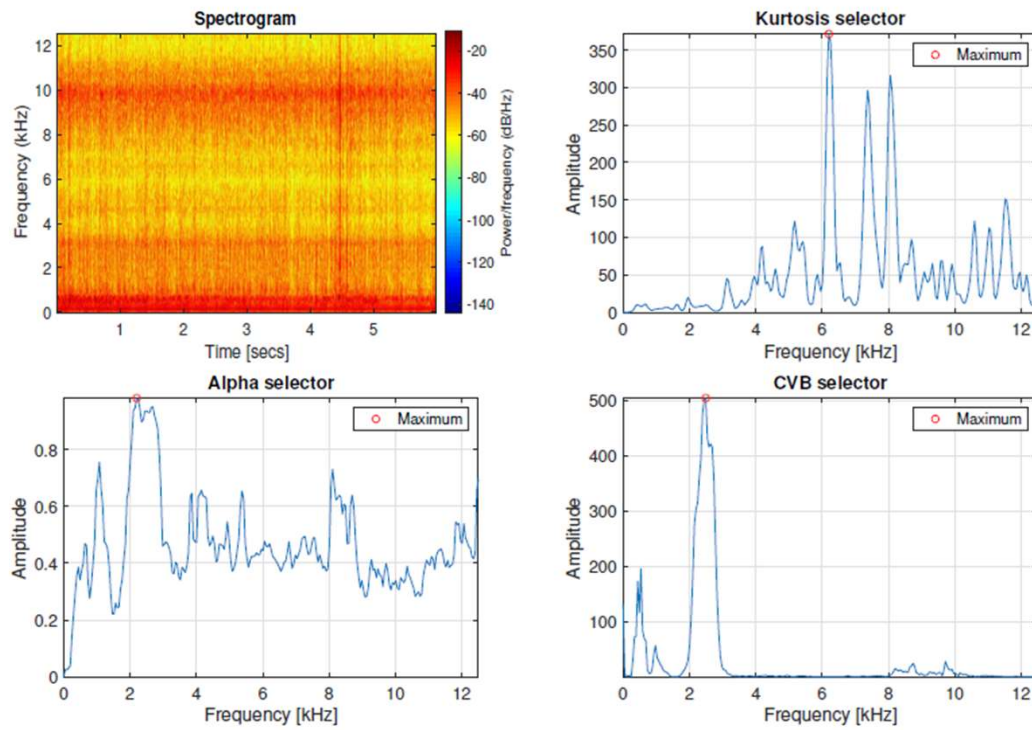 Spectrogram
12
10
8
6
4
2
0
Frequency (kHz)
1 2 3 4 5
Time [secs]
-20
-40
-60
-80
-100
-120
-140
Power/frequency (dB/Hz)
Kurtosis selector
Maximum
350
300
250
200
150
100
50
0
Amplitude
0 2 4 6 8 10 12
Frequency [kHz]
Alpha selector
Maximum
0.8
0.6
0.4
0.2
0
Amplitude
0 2 4 6 8 10 12
Frequency [kHz]
CVB selector
Maximum
500
400
300
200
100
Amplitude
0 2 4 6 8 10 12
Frequency [kHz]